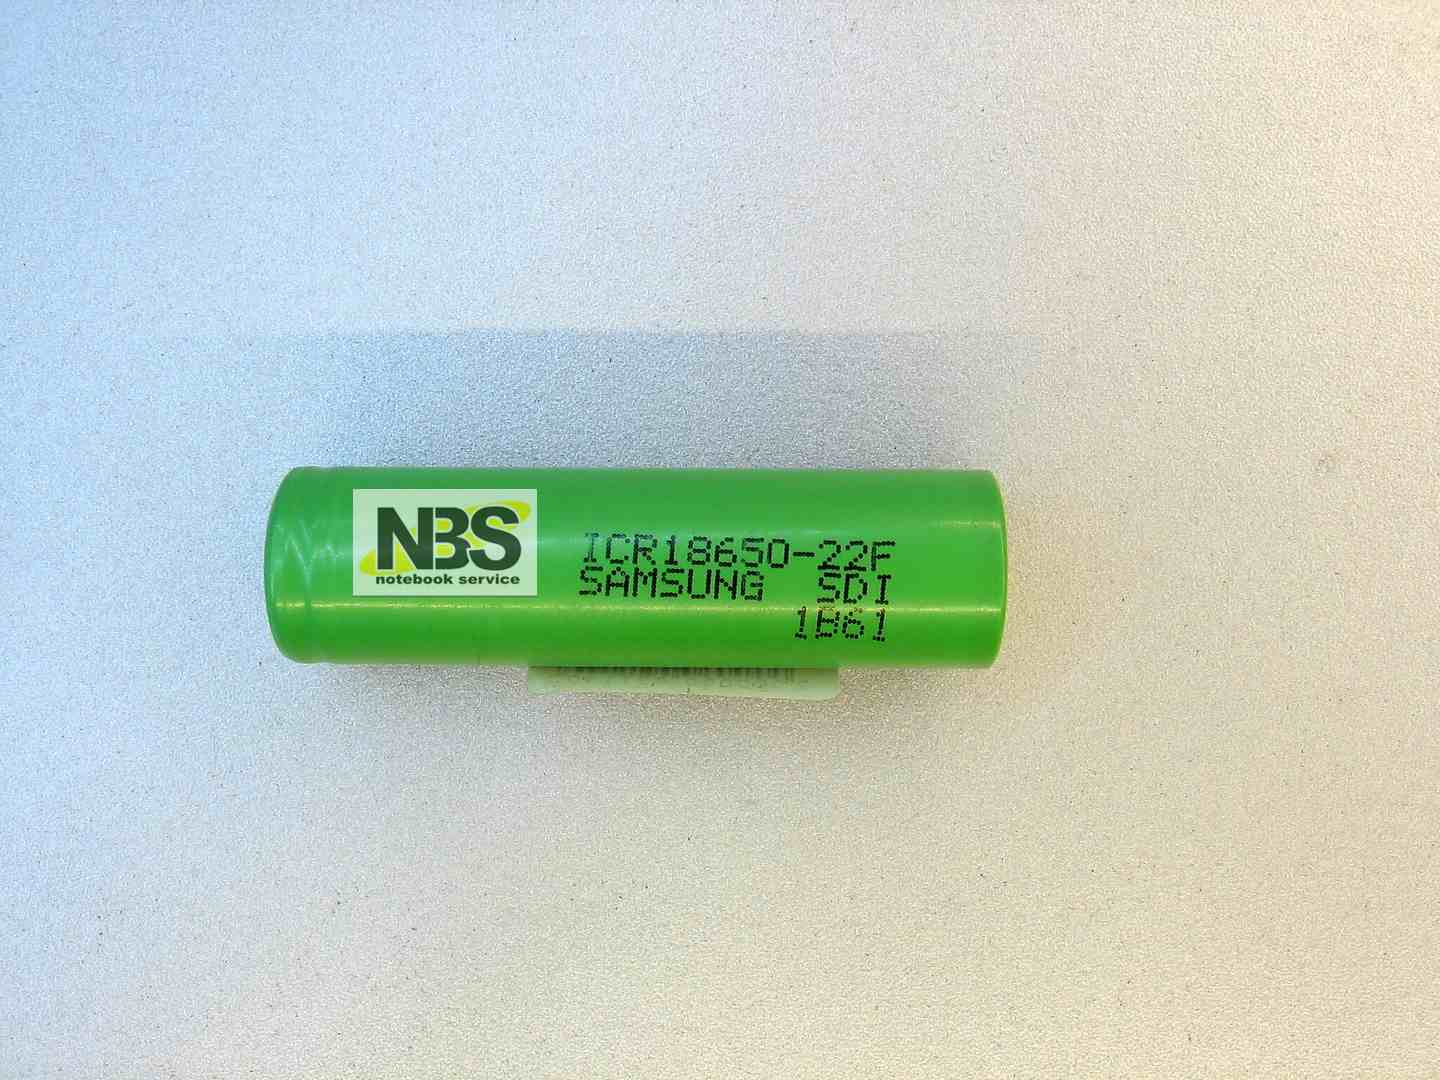 NBS
notebook service
ICR18650-22F
SAMSUNG SDI
1B61